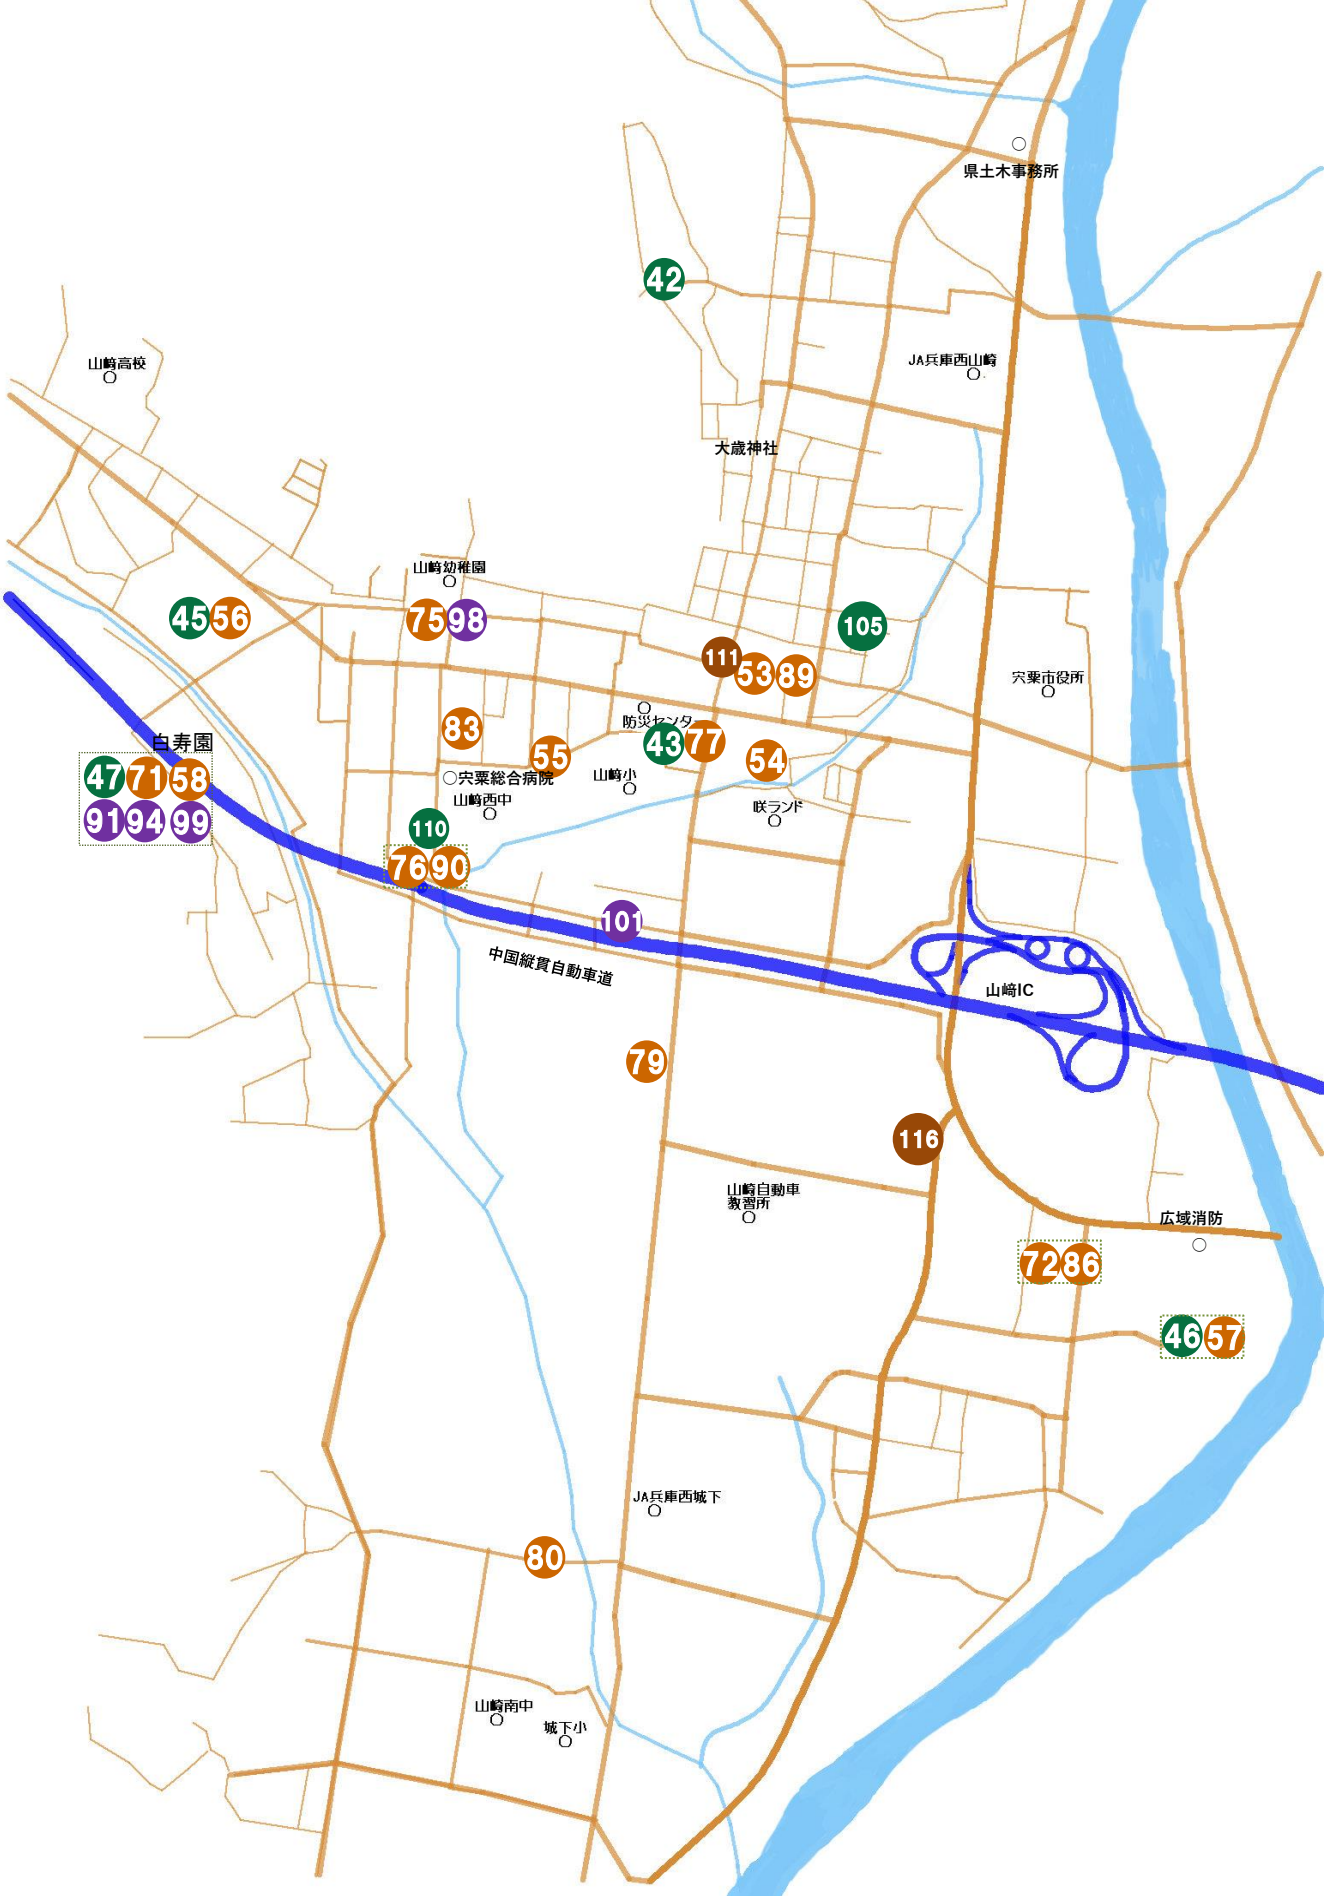 県土木事務所
42
山崎高校
JA兵庫西山崎
大歳神社
山崎幼稚園
45 56
75 98
105
111 53 89
宍粟市役所
防災センター
83
43 77
54
55
白寿園
47 71 58
91 94 99
宍粟総合病院
山崎小
山崎西中
咲ランド
110
76 90
101
中国縦貫自動車道
山崎IC
79
116
山崎自動車
教習所
広域消防
72 86
46 57
JA兵庫西城下
80
山崎南中
城下小